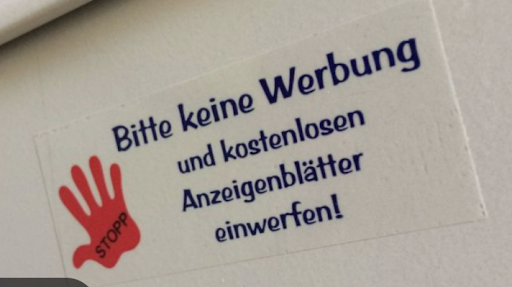 Bitte keine Werbung
und kostenlosen
Anzeigenblätter
einwerfen!
STOPP